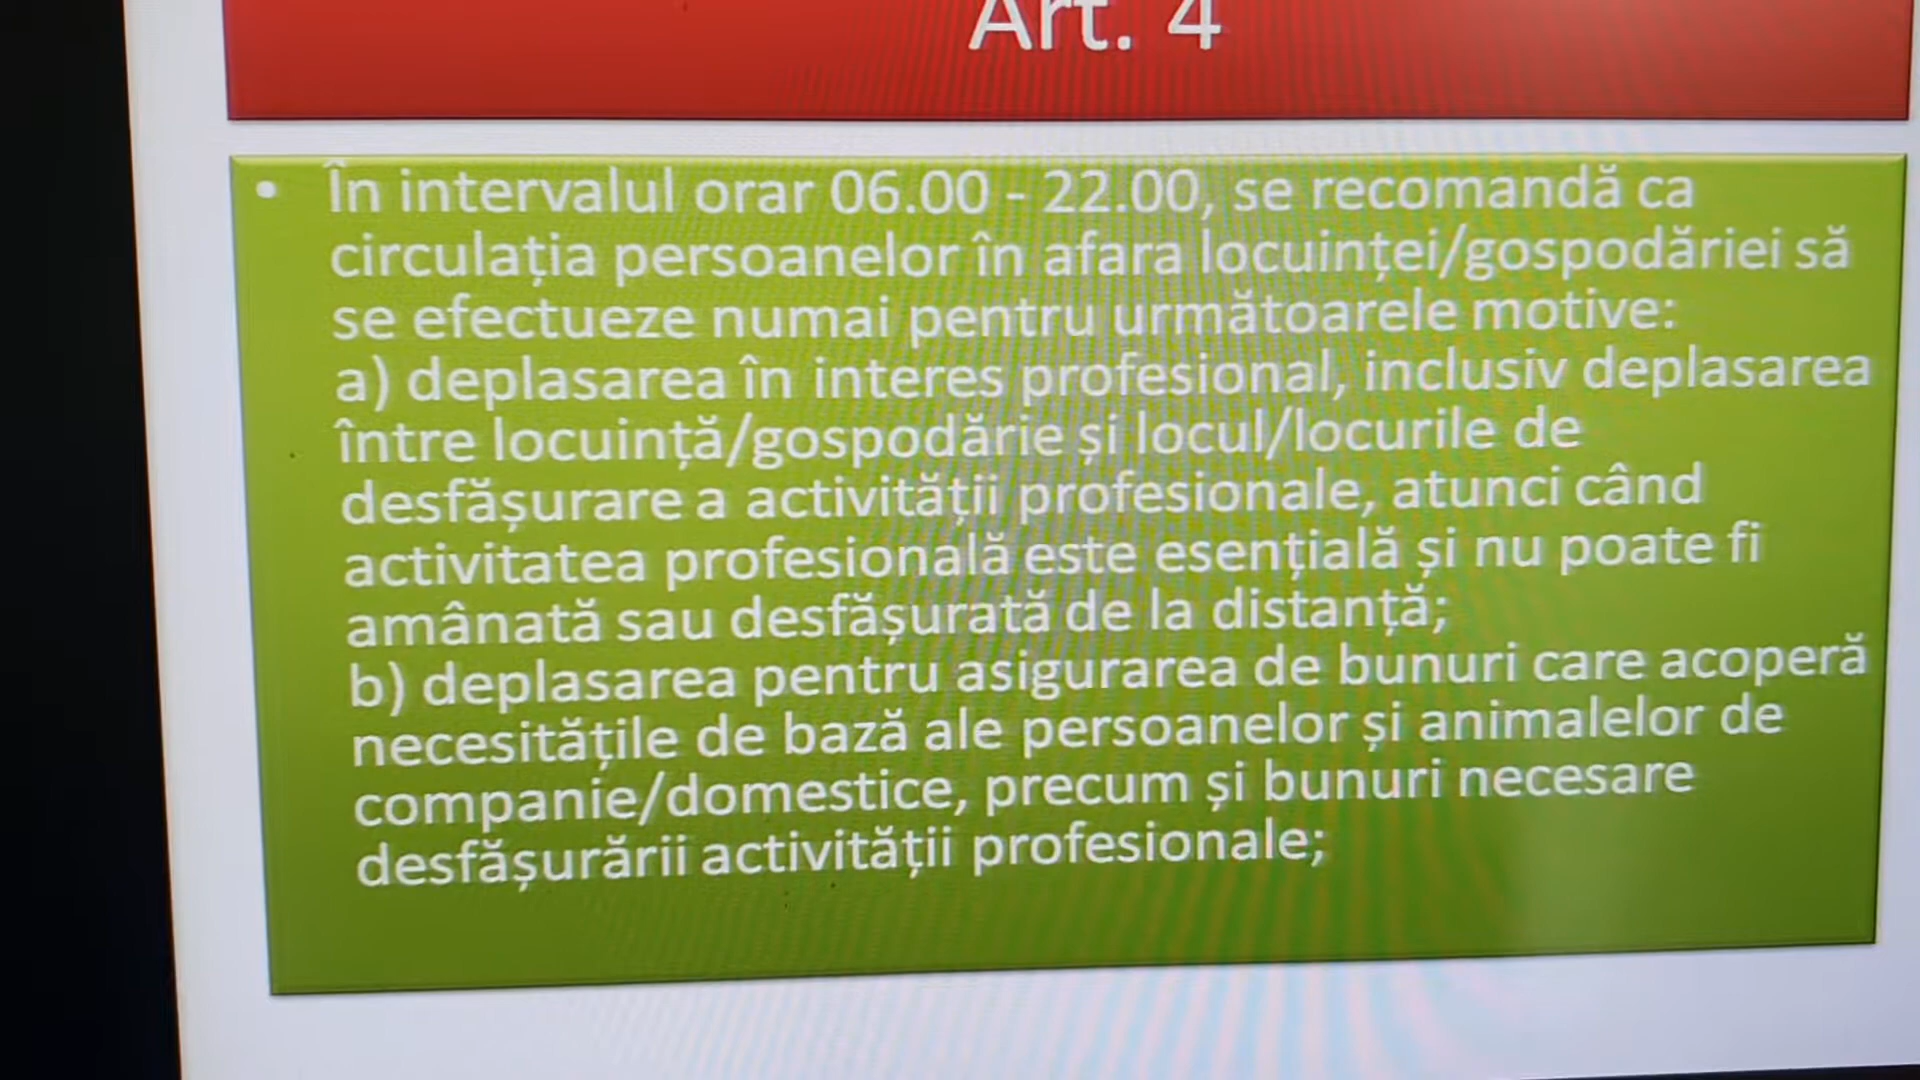 Art. 4
• În intervalul orar 06.00 - 22.00, se recomandă ca
circulația persoanelor în afara locuinței/gospodăriei să
se efectueze numai pentru următoarele motive:
a) deplasarea în interes profesional, inclusiv deplasarea
între locuință/gospodărie și locul/locurile de
desfășurare a activității profesionale, atunci când
activitatea profesională este esențială și nu poate fi
amânată sau desfășurată de la distanță;
b) deplasarea pentru asigurarea de bunuri care acoperă
necesitățile de bază ale persoanelor și animalelor de
companie/domestice, precum și bunuri necesare
desfășurării activității profesionale;